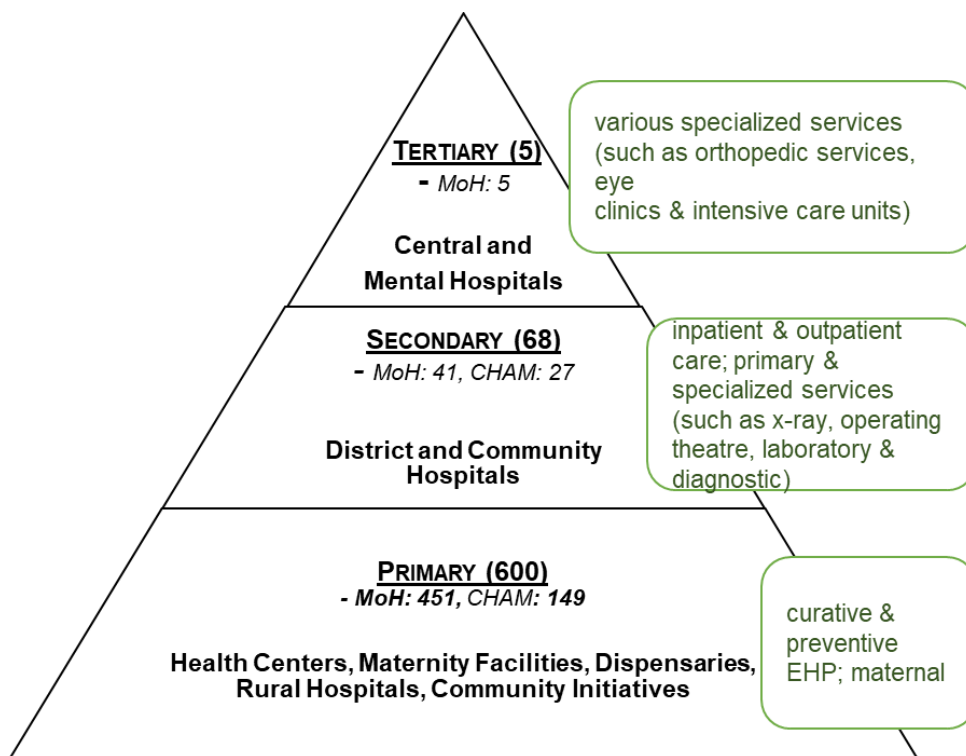 TERTIARY (5)
- MoH: 5
Central and
Mental Hospitals
various specialized services
(such as orthopedic services,
eye
clinics & intensive care units)
SECONDARY (68)
- MoH: 41, CHAM: 27
District and Community
Hospitals
inpatient & outpatient
care; primary &
specialized services
(such as x-ray, operating
theatre, laboratory &
diagnostic)
PRIMARY (600)
- MoH: 451, CHAM: 149
Health Centers, Maternity Facilities, Dispensaries,
Rural Hospitals, Community Initiatives
curative &
preventive
EHP; maternal